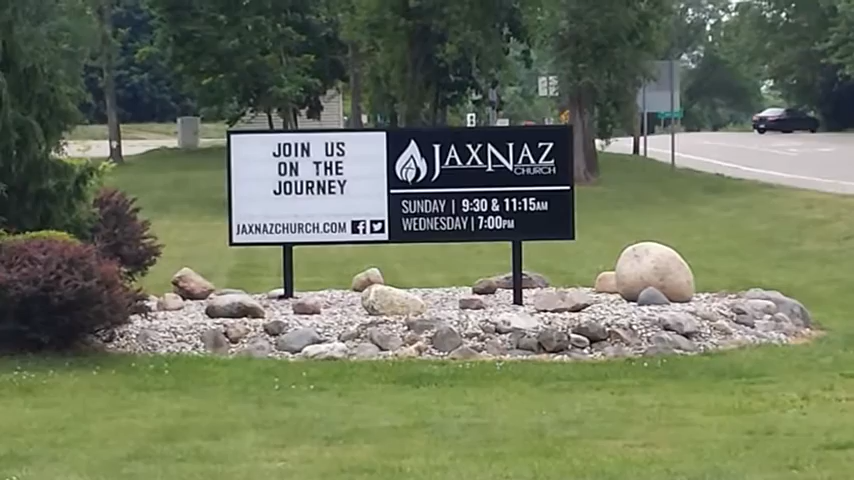 JOIN US
ON THE
JOURNEY
JAXNAZCHURCH.COM
JAXNAZ
CHURCH
SUNDAY | 9:30 & 11:15AM
WEDNESDAY | 7:00PM